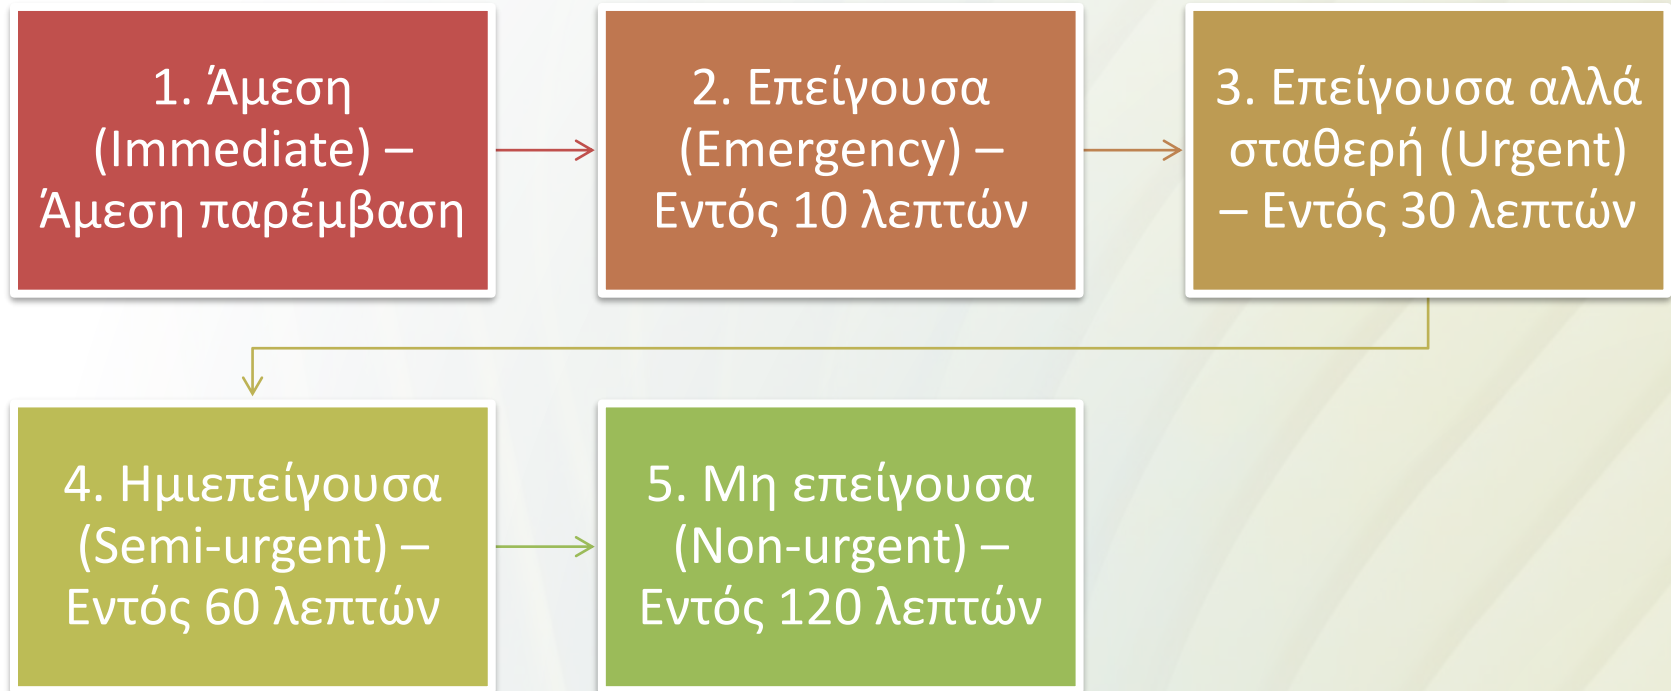 1. Άμεση
(Immediate) –
Άμεση παρέμβαση
2. Επείγουσα
(Emergency) –
Εντός 10 λεπτών
3. Επείγουσα αλλά
σταθερή (Urgent)
– Εντός 30 λεπτών
4. Ημιεπείγουσα
(Semi-urgent) –
Εντός 60 λεπτών
5. Μη επείγουσα
(Non-urgent) –
Εντός 120 λεπτών